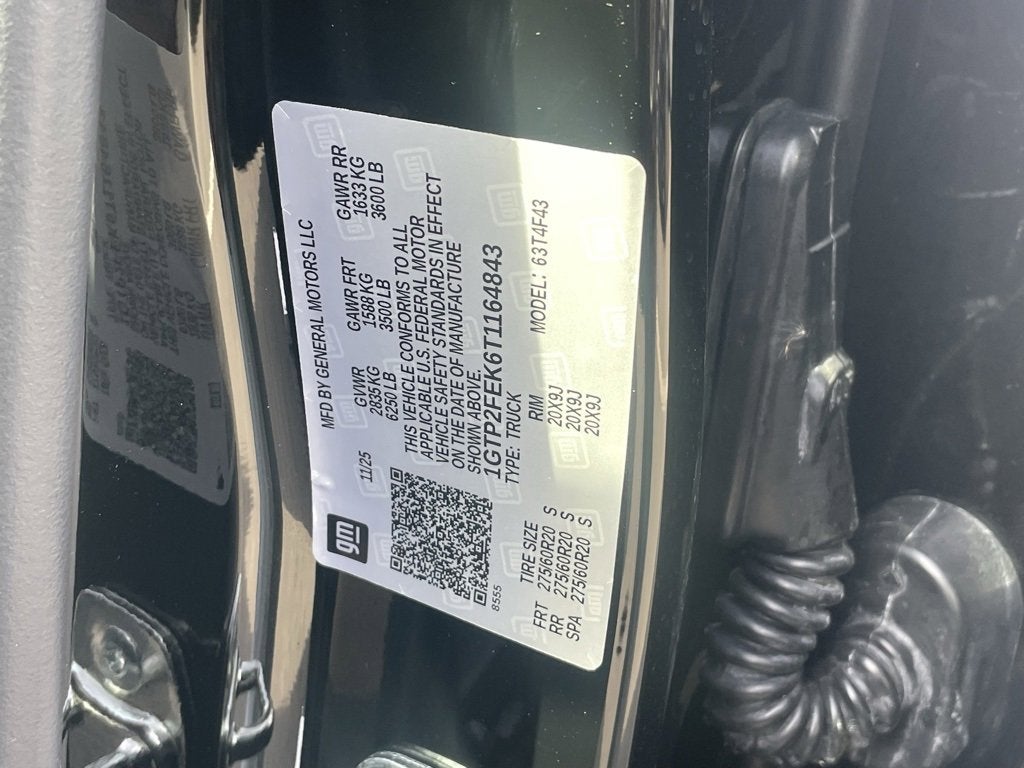 MFD BY GENERAL MOTORS LLC
gm
11/25
GVWR GAWR FRT GAWR RR
2835 KG 1588 KG 1633 KG
6250 LB 3500 LB 3600 LB
THIS VEHICLE CONFORMS TO ALL
APPLICABLE U.S. FEDERAL MOTOR
VEHICLE SAFETY STANDARDS IN EFFECT
ON THE DATE OF MANUFACTURE
SHOWN ABOVE.
1GTP2FEK6T1164843
TYPE: TRUCK MODEL: 63T4F43
8555
TIRE SIZE RIM
FRT 275/60R20 S 20X9J
RR 275/60R20 S 20X9J
SPA 275/60R20 S 20X9J